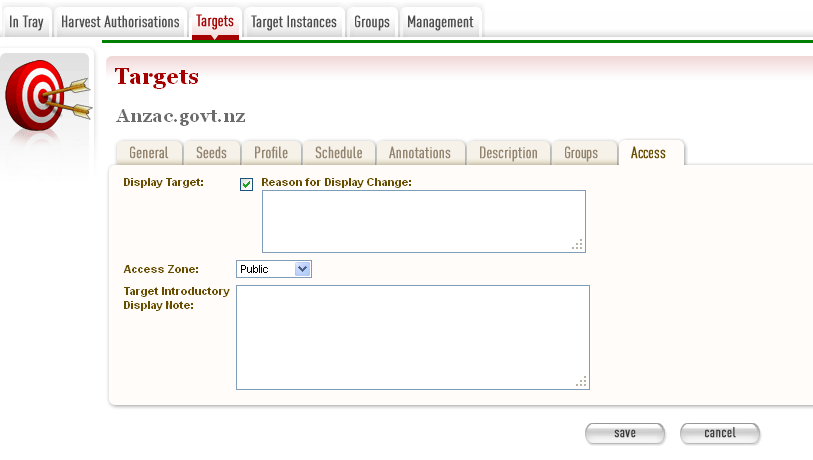 In Tray Harvest Authorisations Targets Target Instances Groups Management
Targets
Anzac.govt.nz
General Seeds Profile Schedule Annotations Description Groups Access
Display Target: Reason for Display Change:
Access Zone: Public
Target Introductory
Display Note:
save cancel